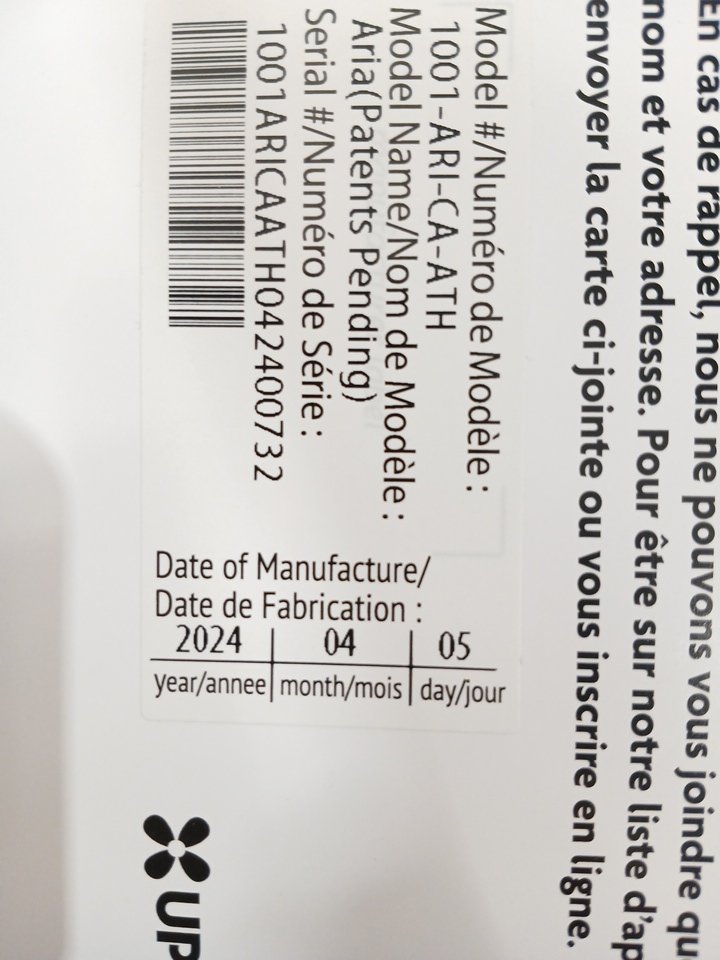 En cas de rappel, nous ne pouvons vous joindre
nom et votre adresse. Pour être sur notre liste
envoyer la carte ci-jointe ou vous inscrire en ligne.
Model #/Numéro de Modèle :
1001-ARI-CA-ATH
Model Name/Nom de Modèle :
Aria(Patents Pending)
Serial #/Numéro de Série :
1001ARICAATH042400732
Date of Manufacture/
Date de Fabrication :
2024 04 05
year/annee month/mois day/jour
UP